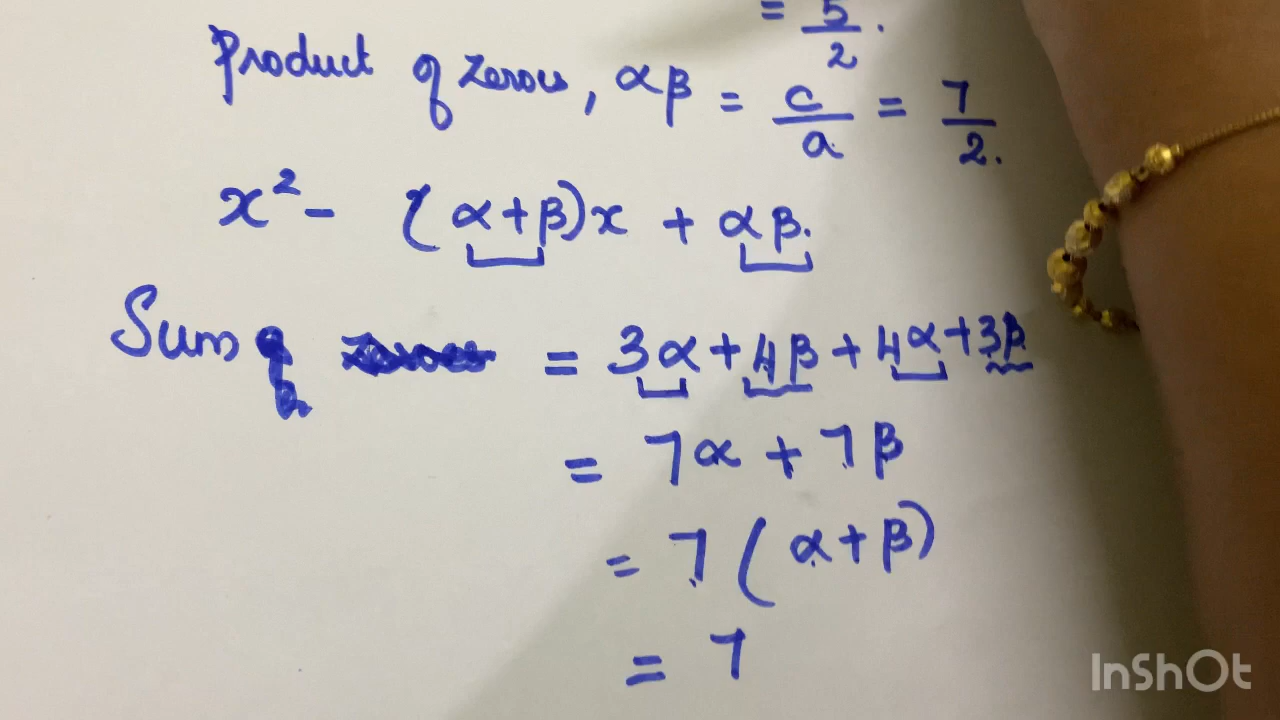 = 5/2.
Product of zeroes, αβ = c/a = 7/2.
x² - (α+β)x + αβ.
Sum = 3α+4β+4α+3β
= 7α + 7β
= 7(α+β)
= 7
InShOt